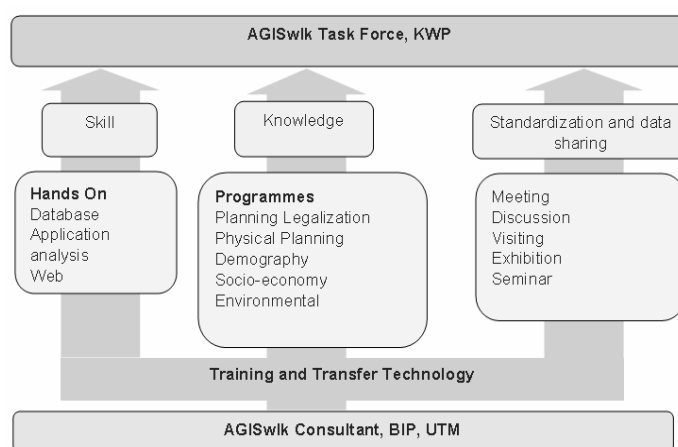 AGISwlk Task Force, KWP
Skill
Knowledge
Standardization and data
sharing
Hands On
Database
Application
analysis
Web
Programmes
Planning Legalization
Physical Planning
Demography
Socio-economy
Environmental
Meeting
Discussion
Visiting
Exhibition
Seminar
Training and Transfer Technology
AGISwlk Consultant, BIP, UTM